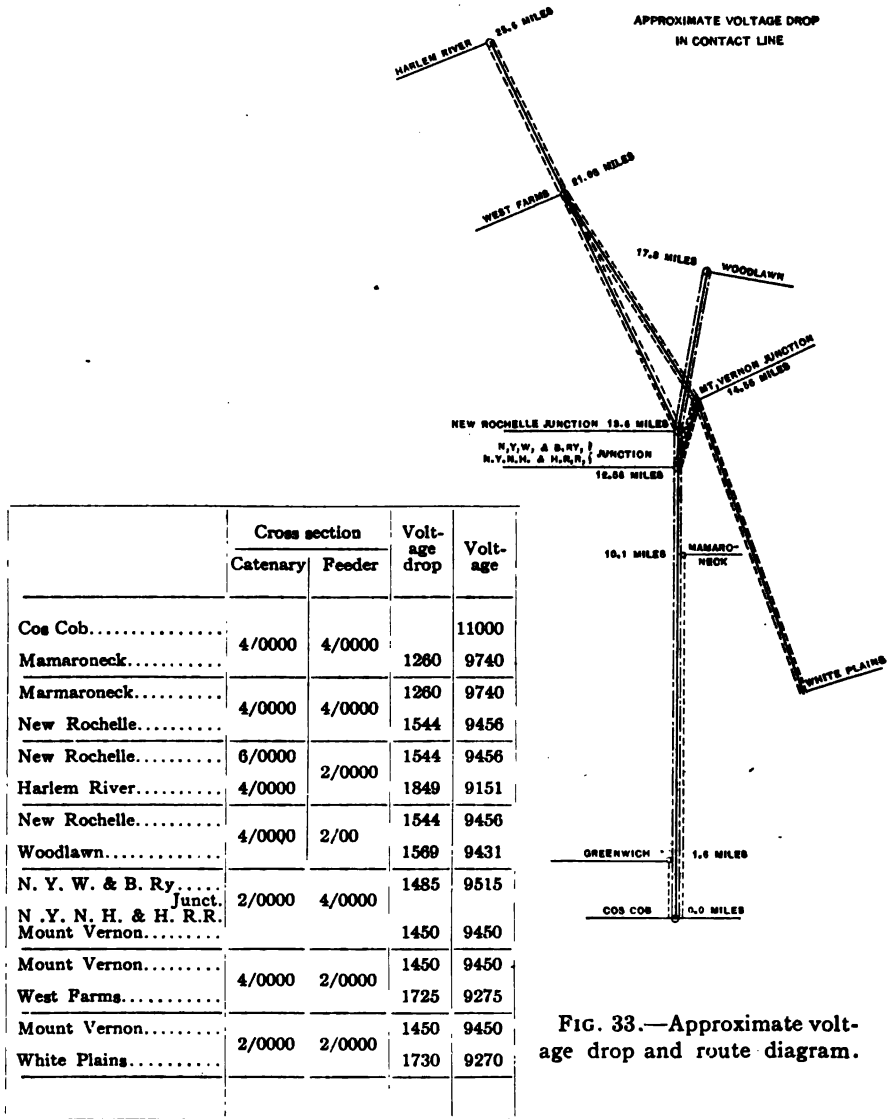 APPROXIMATE VOLTAGE DROP
IN CONTACT LINE
25.6 MILES
HARLEM RIVER
21.66 MILES
WEST FARMS
17.8 MILES
WOODLAWN
MT, VERNON JUNCTION
14.56 MILES
NEW ROCHELLE JUNCTION 13.6 MILES
N,Y,W, & B.RY, } JUNCTION
N.Y.N.H. & H.R.R, }
12.56 MILES
10.1 MILES
MAMARO-
NECK
WHITE PLAINS
GREENWICH 1.6 MILES
COS COB 0.0 MILES
Cross section Volt-age drop Volt-age
Catenary Feeder
Cos Cob............... 11000
4/0000 4/0000
Mamaroneck.......... 1260 9740
Marmaroneck.......... 1260 9740
4/0000 4/0000
New Rochelle.......... 1544 9456
New Rochelle.......... 6/0000 1544 9456
2/0000
Harlem River.......... 4/0000 1849 9151
New Rochelle.......... 1544 9456
4/0000 2/00
Woodlawn............ 1569 9431
N. Y. W. & B. Ry..... 1485 9515
Junct. 2/0000 4/0000
N .Y. N. H. & H. R.R.
Mount Vernon......... 1450 9450
Mount Vernon......... 1450 9450
4/0000 2/0000
West Farms........... 1725 9275
Mount Vernon......... 1450 9450
2/0000 2/0000
White Plains.......... 1730 9270
FIG. 33.—Approximate volt-
age drop and route diagram.